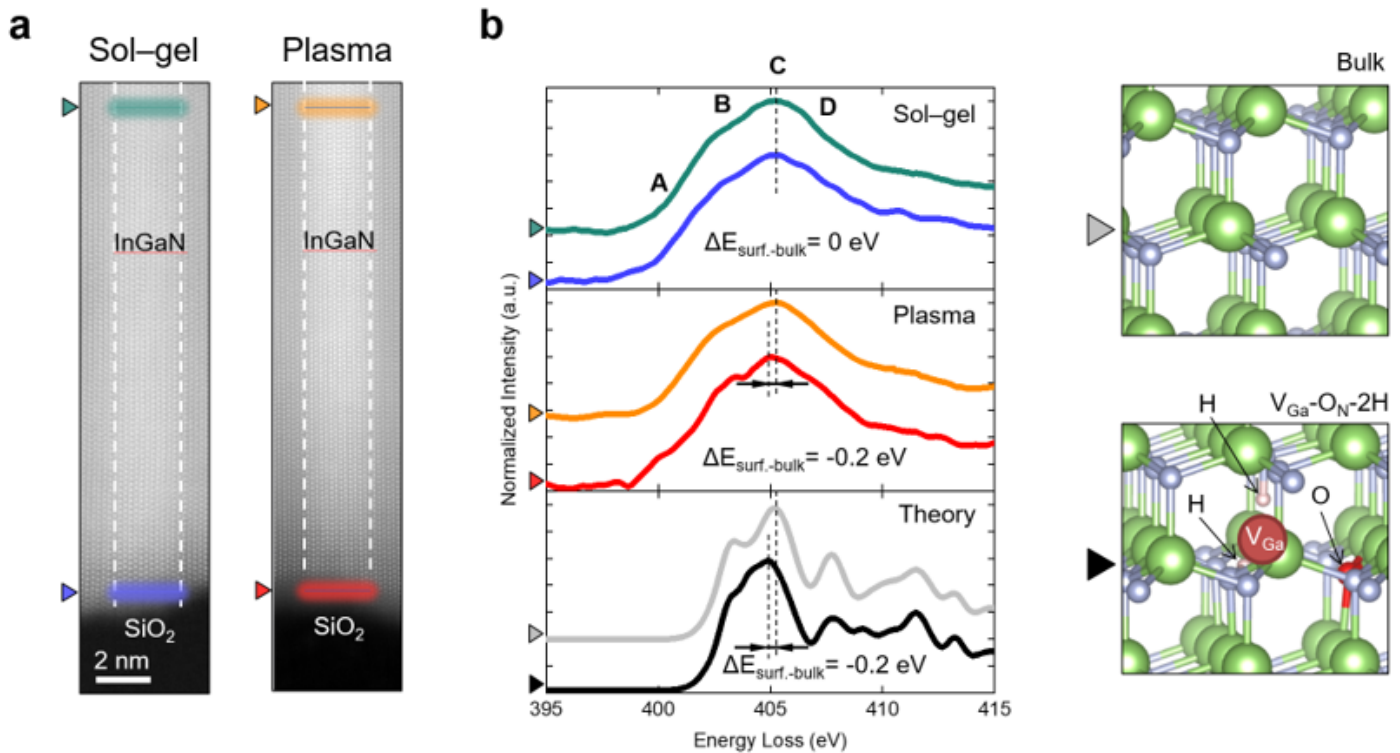 a
Sol–gel
Plasma
InGaN
InGaN
SiO2
SiO2
2 nm
b
C
B
D
A
Sol–gel
ΔEsurf.-bulk= 0 eV
Plasma
ΔEsurf.-bulk= -0.2 eV
Theory
ΔEsurf.-bulk= -0.2 eV
Normalized Intensity (a.u.)
395
400
405
410
415
Energy Loss (eV)
Bulk
VGa-ON-2H
H
H
O
VGa